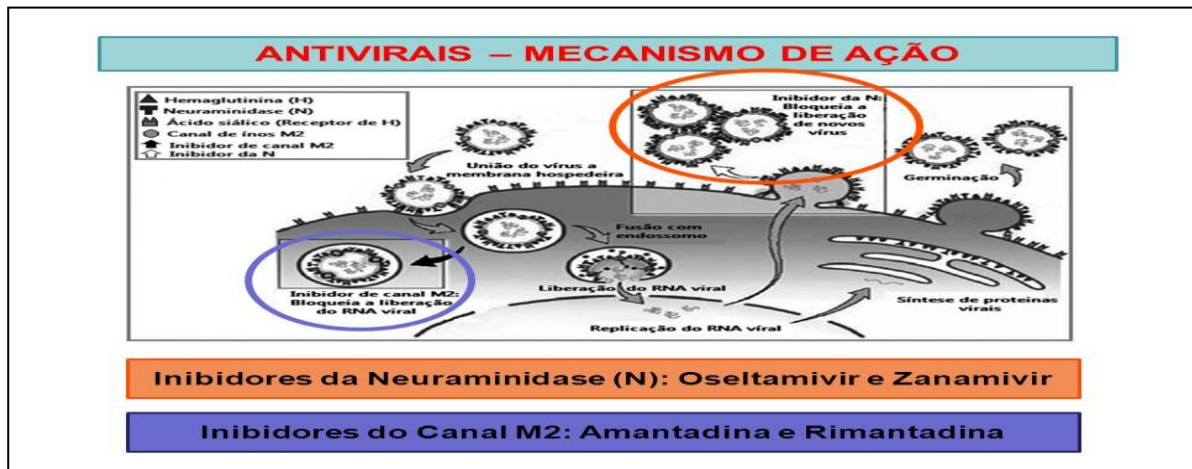 ANTIVIRAIS – MECANISMO DE AÇÃO
Hemaglutinina (H)
Neuraminidase (N)
Ácido siálico (Receptor de H)
Canal de ínos M2
Inibidor de canal M2
Inibidor da N
União do vírus a
membrana hospedeira
Inibidor da N:
Bloqueia a
liberação
de novos
vírus
Germinação
Fusão com
endossomo
Inibidor de canal M2:
Bloqueia a liberação
do RNA viral
Liberação do RNA viral
Replicação do RNA víral
Síntese de proteinas
virais
Inibidores da Neuraminidase (N): Oseltamivir e Zanamivir
Inibidores do Canal M2: Amantadina e Rimantadina